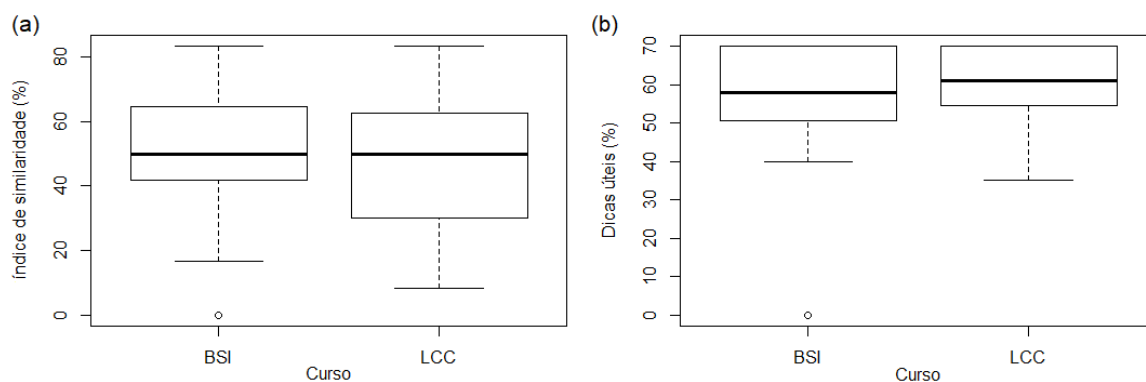 (a)
índice de similaridade (%)
80
60
40
20
0
BSI
LCC
Curso
(b)
Dicas úteis (%)
70
60
50
40
30
20
10
0
BSI
LCC
Curso